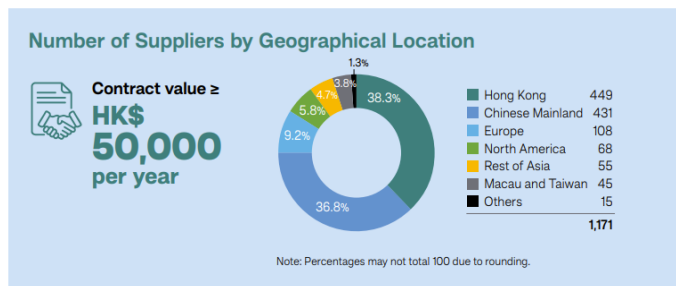 Number of Suppliers by Geographical Location
Contract value ≥
HK$
50,000
per year
1.3%
3.8%
4.7%
5.8%
9.2%
36.8%
38.3%
Hong Kong 449
Chinese Mainland 431
Europe 108
North America 68
Rest of Asia 55
Macau and Taiwan 45
Others 15
1,171
Note: Percentages may not total 100 due to rounding.